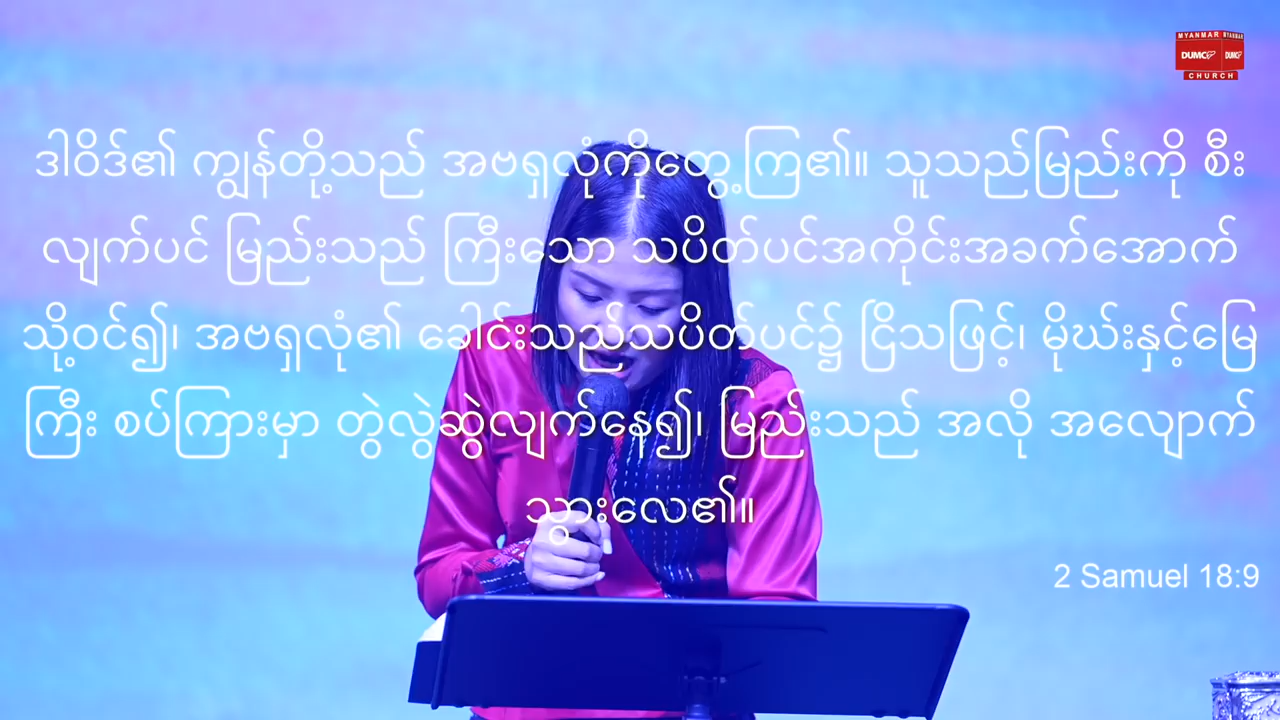 MYANMAR MYANMAR
DUMC DUMC
CHURCH
ဒါဝိဒ်၏ ကျွန်တို့သည် အဗရှလုံကိုတွေ့ကြ၏။ သူသည်မြည်းကို စီး
လျက်ပင် မြည်းသည် ကြီးသော သပိတ်ပင်အကိုင်းအခက်အောက်
သို့ဝင်၍၊ အဗရှလုံ၏ ခေါင်းသည်သပိတ်ပင်၌ ငြိသဖြင့်၊ မိုဃ်းနှင့်မြေ
ကြီး စပ်ကြားမှာ တွဲလွဲဆွဲလျက်နေ၍၊ မြည်းသည် အလို အလျောက်
သွားလေ၏။
2 Samuel 18:9